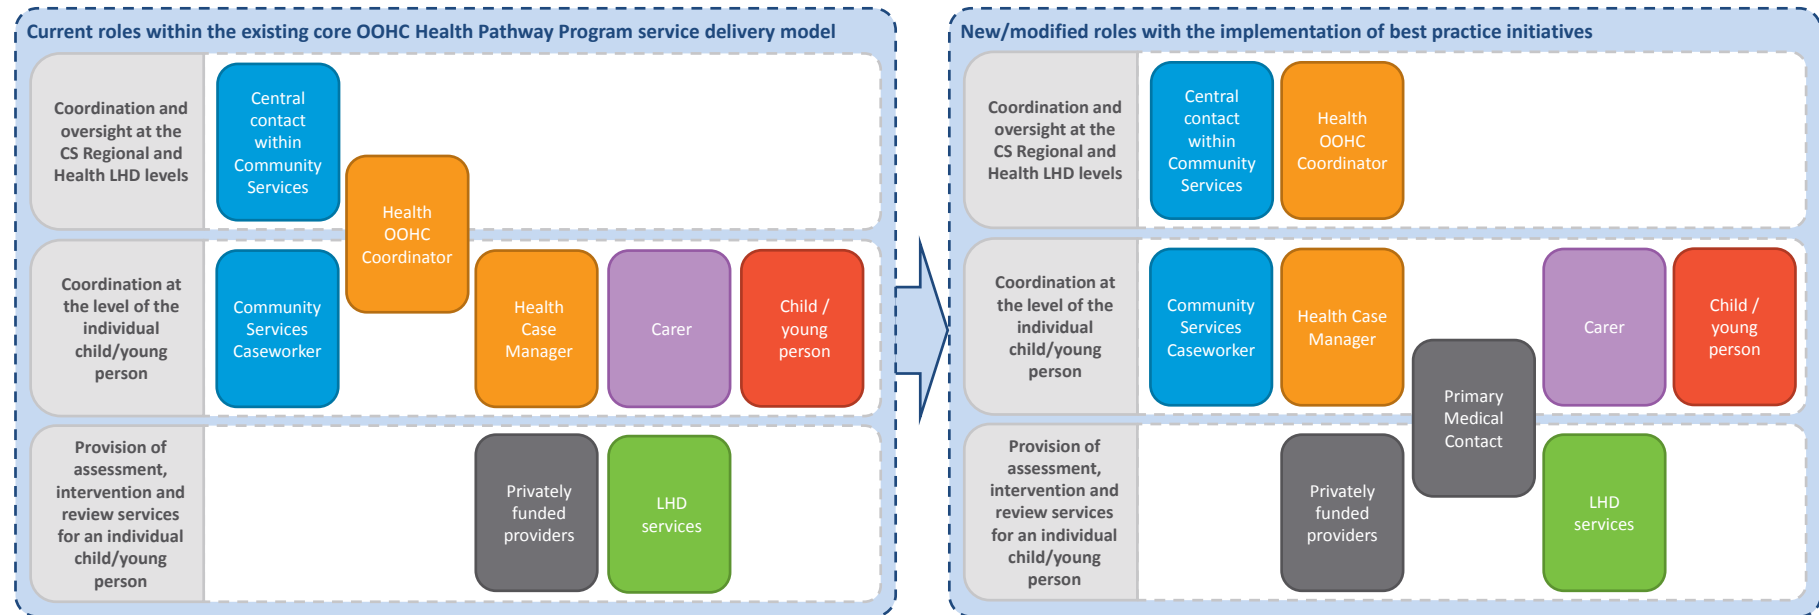 Current roles within the existing core OOHC Health Pathway Program service delivery model
Coordination and
oversight at the
CS Regional and
Health LHD levels
Central
contact
within
Community
Services
Health
OOHC
Coordinator
Coordination at
the level of the
individual
child/young
person
Community
Services
Caseworker
Health
Case
Manager
Carer
Child /
young
person
Provision of
assessment,
intervention and
review services
for an individual
child/young
person
Privately
funded
providers
LHD
services
New/modified roles with the implementation of best practice initiatives
Coordination and
oversight at the
CS Regional and
Health LHD levels
Central
contact
within
Community
Services
Health
OOHC
Coordinator
Coordination at
the level of the
individual
child/young
person
Community
Services
Caseworker
Health Case
Manager
Primary
Medical
Contact
Carer
Child /
young
person
Provision of
assessment,
intervention and
review services
for an individual
child/young
person
Privately
funded
providers
LHD
services